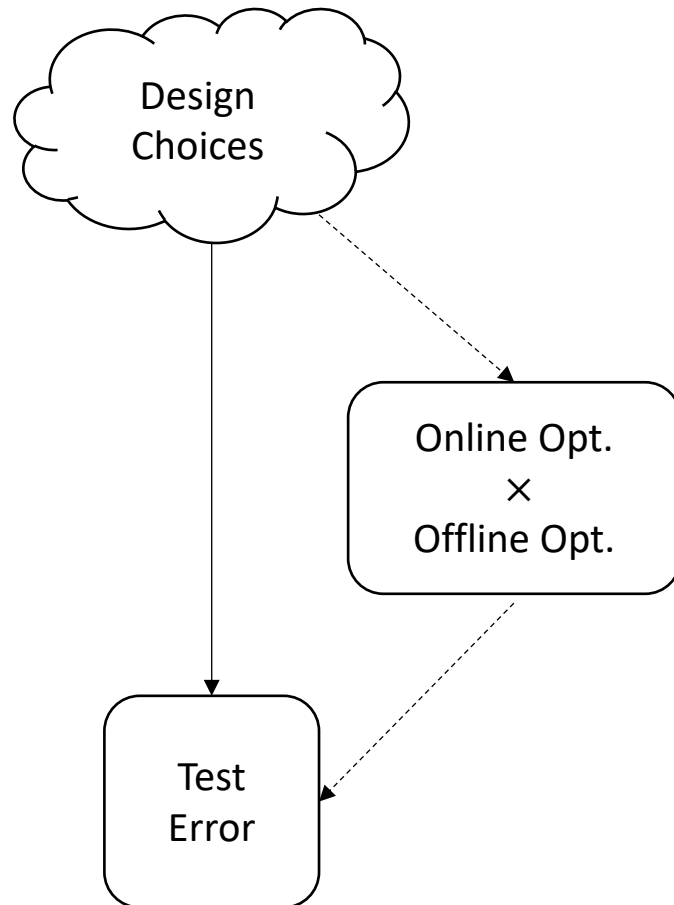 Design
Choices
Online Opt.
×
Offline Opt.
Test
Error